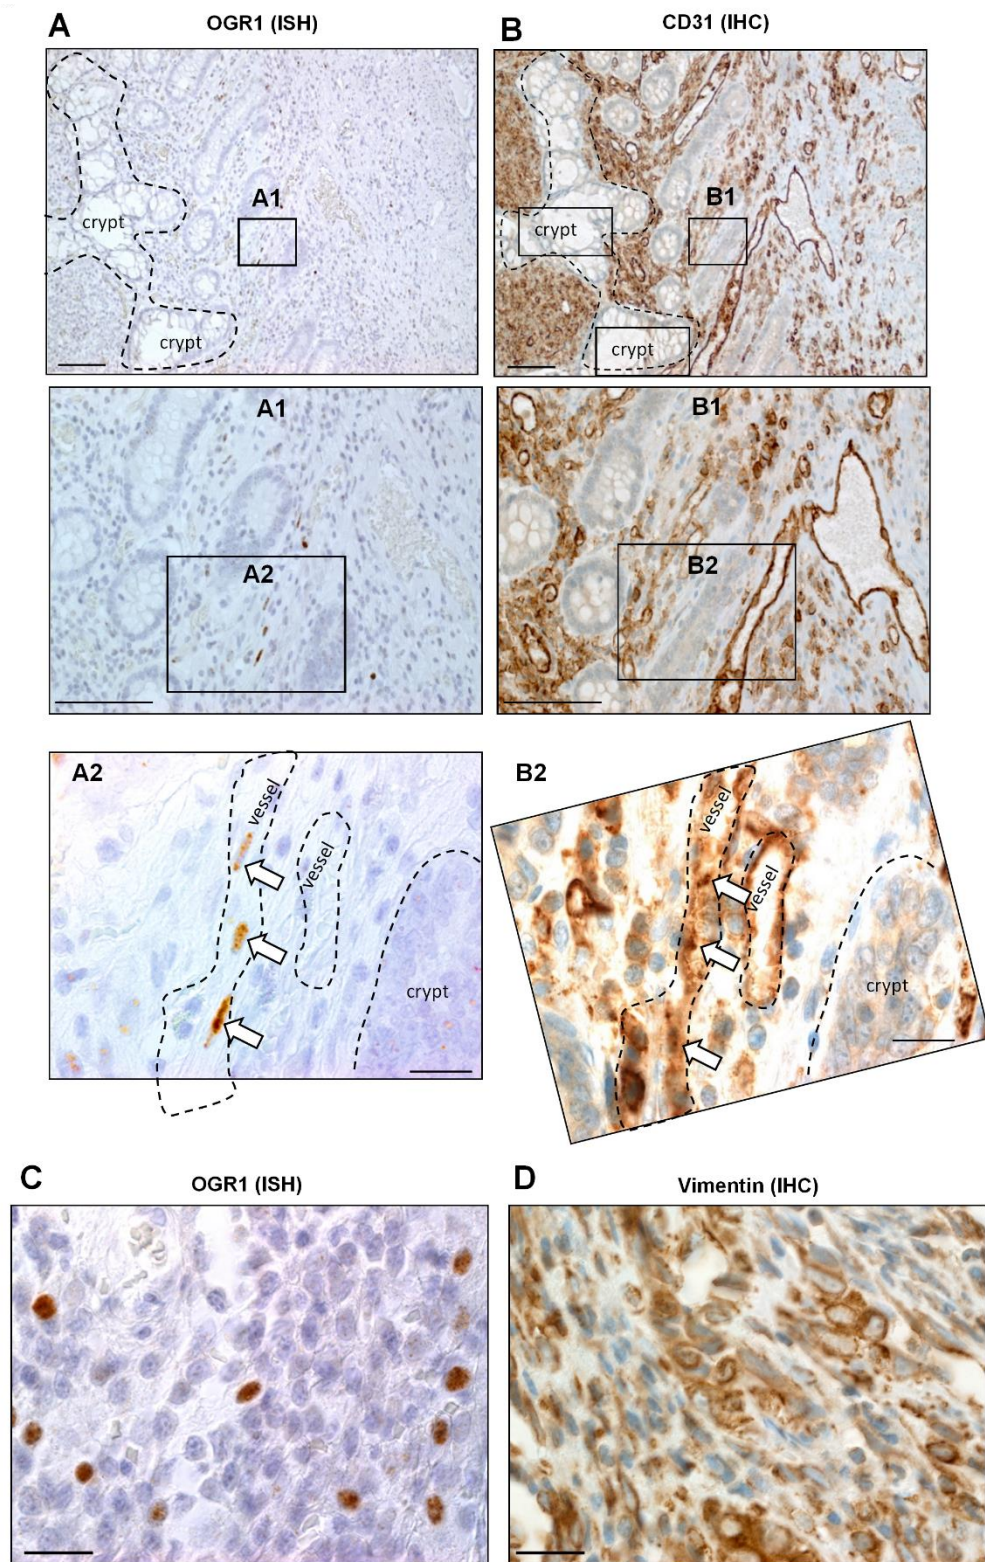 A
OGR1 (ISH)
B
CD31 (IHC)
A1
crypt
crypt
B1
crypt
crypt
A1
A2
B1
B2
A2
vessel
vessel
crypt
B2
vessel
vessel
crypt
C
OGR1 (ISH)
D
Vimentin (IHC)